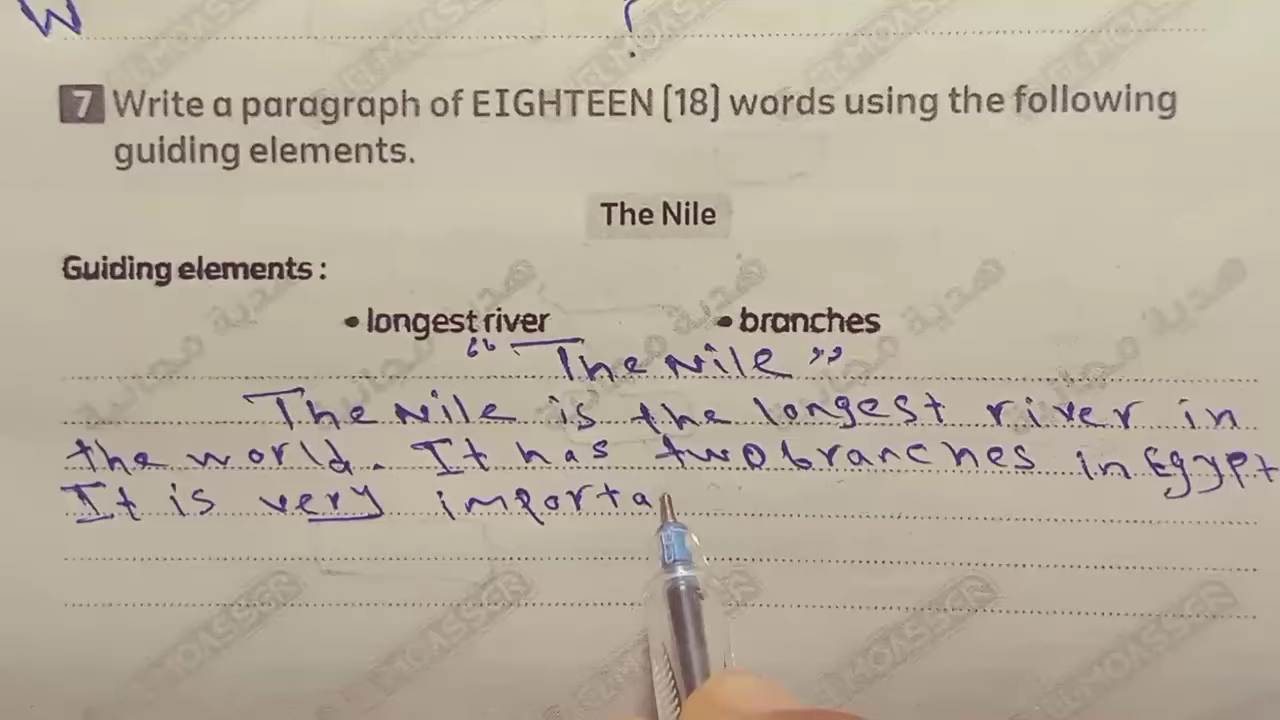 7 Write a paragraph of EIGHTEEN (18) words using the following
guiding elements.
The Nile
Guiding elements :
• longest river • branches
"The Nile"
The Nile is the longest river in
the world. It has two branches in Egypt
It is very importa